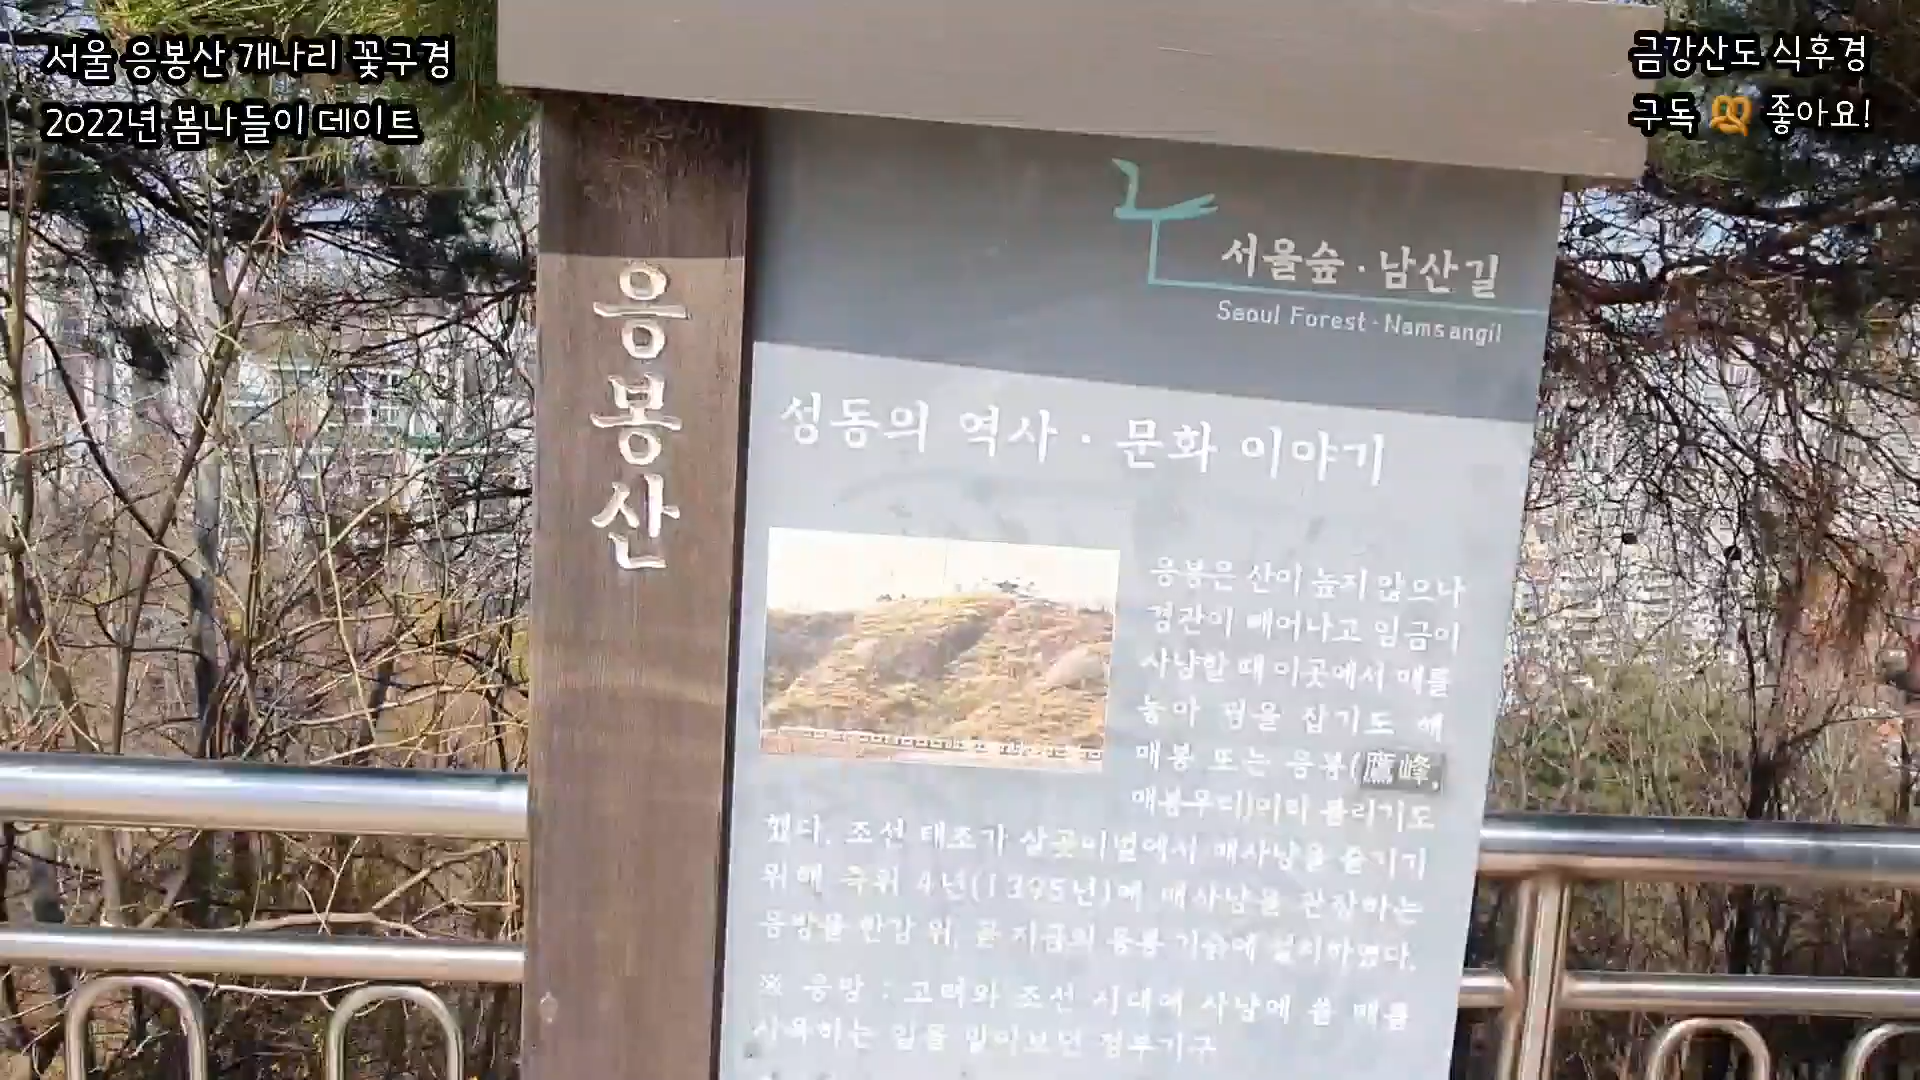 서울 응봉산 개나리 꽃구경
2022년 봄나들이 데이트
금강산도 식후경
구독 🥨 좋아요!
응봉산
서울숲·남산길
Seoul Forest·Namsangil
성동의 역사·문화 이야기
응봉은 산이 높지 않으나
경관이 빼어나고 임금이
사냥할 때 이곳에서 매를
놓아 꿩을 잡기도 해
매봉 또는 응봉(鷹峰,
매봉우리)이라 불리기도
했다. 조선 태조가 살곶이벌에서 매사냥을 즐기기
위해 즉위 4년(1395년)에 매사냥을 관장하는
응방을 한강 위, 곧 지금의 응봉 기슭에 설치하였다.
※ 응방 : 고려와 조선 시대에 사냥에 쓸 매를
사육하는 일을 맡아보던 정부기구